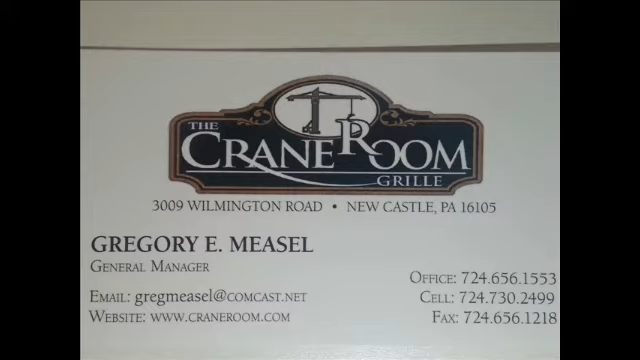 THE
CRANE ROOM
GRILLE
3009 WILMINGTON ROAD • NEW CASTLE, PA 16105
GREGORY E. MEASEL
GENERAL MANAGER
OFFICE: 724.656.1553
EMAIL: gregmeasel@COMCAST.NET
CELL: 724.730.2499
WEBSITE: WWW.CRANEROOM.COM
FAX: 724.656.1218